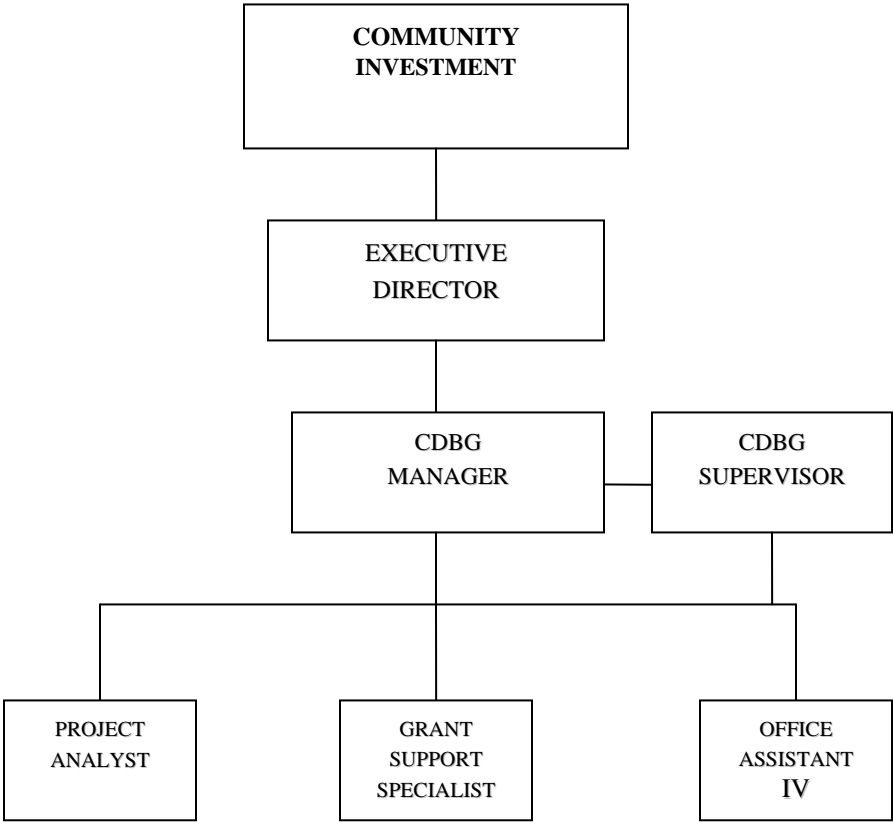 COMMUNITY
INVESTMENT
EXECUTIVE
DIRECTOR
CDBG
MANAGER
CDBG
SUPERVISOR
PROJECT
ANALYST
GRANT
SUPPORT
SPECIALIST
OFFICE
ASSISTANT
IV